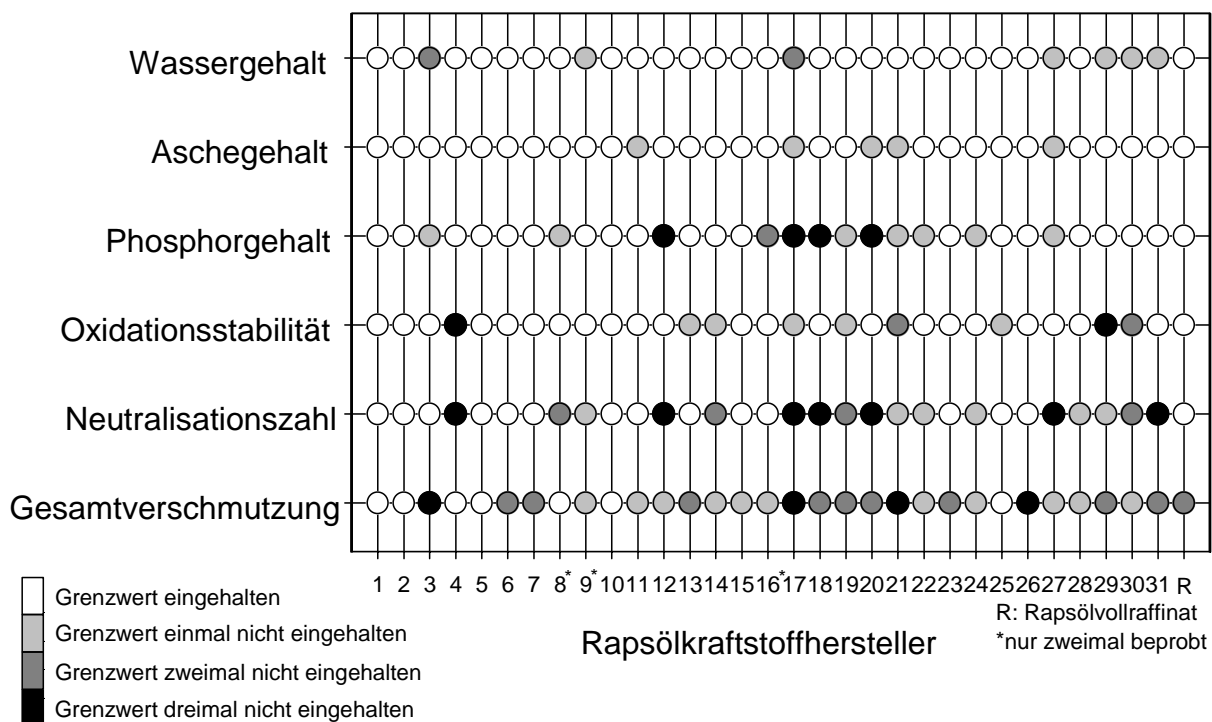 Wassergehalt
Aschegehalt
Phosphorgehalt
Oxidationsstabilität
Neutralisationszahl
Gesamtverschmutzung
1 2 3 4 5 6 7 8* 9* 10 11 12 13 14 15 16* 17 18 19 20 21 22 23 24 25 26 27 28 29 30 31 R
Rapsölkraftstoffhersteller
R: Rapsölvollraffinat
*nur zweimal beprobt
Grenzwert eingehalten
Grenzwert einmal nicht eingehalten
Grenzwert zweimal nicht eingehalten
Grenzwert dreimal nicht eingehalten